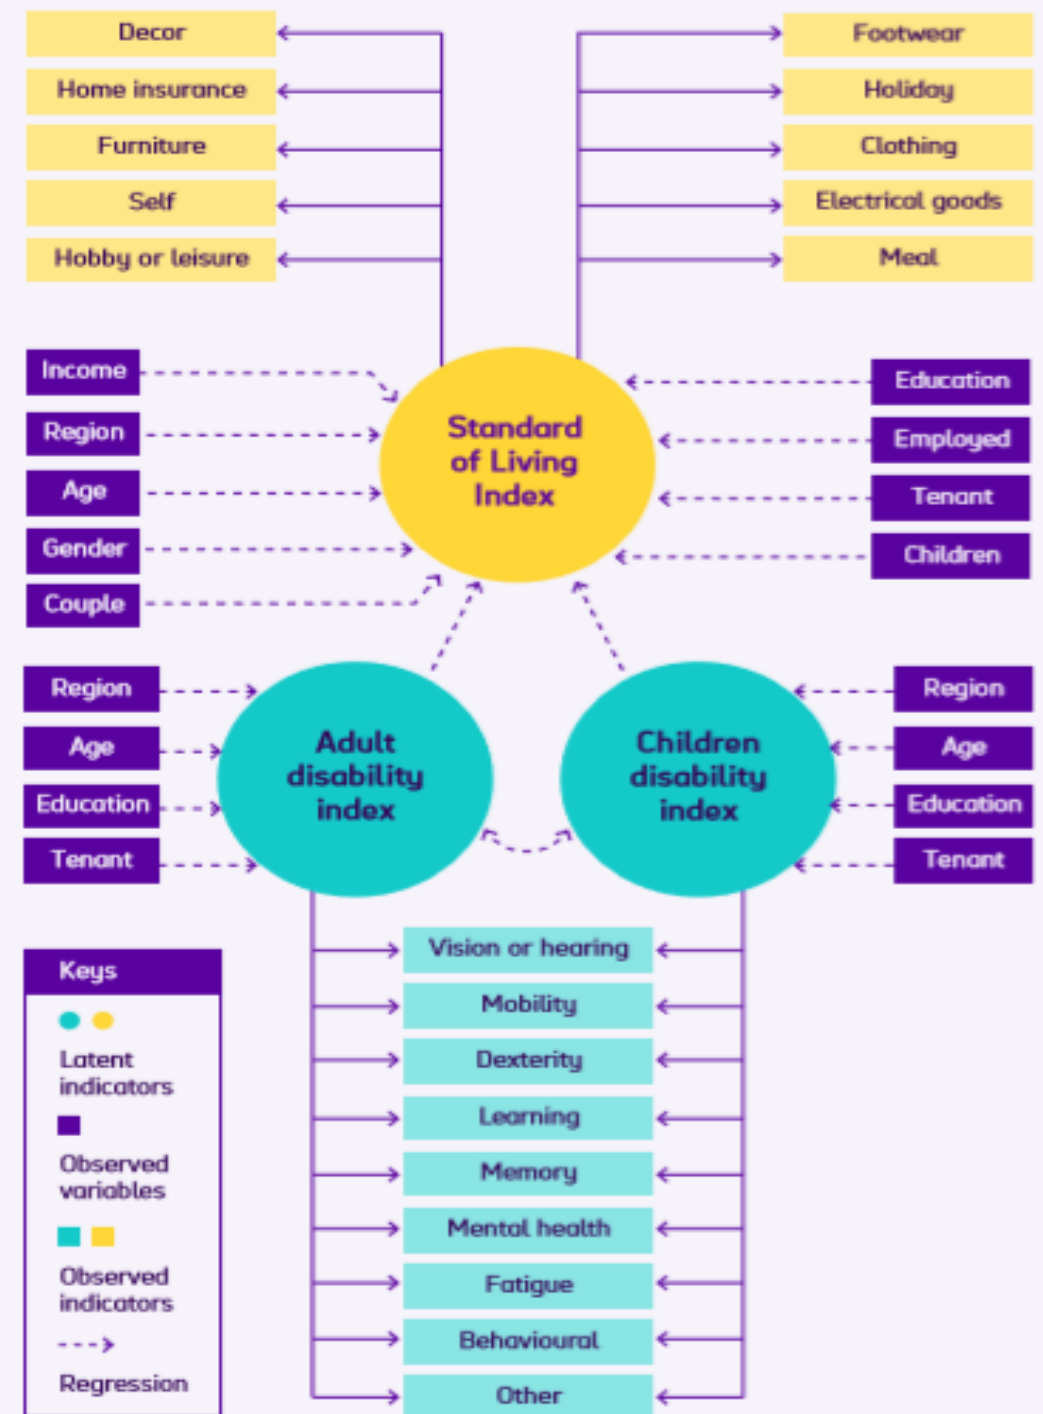 Decor
Home insurance
Furniture
Self
Hobby or leisure
Footwear
Holiday
Clothing
Electrical goods
Meal
Income
Region
Age
Gender
Couple
Standard
of Living
Index
Education
Employed
Tenant
Children
Region
Age
Education
Tenant
Adult
disability
index
Children
disability
index
Region
Age
Education
Tenant
Vision or hearing
Mobility
Dexterity
Learning
Memory
Mental health
Fatigue
Behavioural
Other
Keys
Latent
indicators
Observed
variables
Observed
indicators
Regression